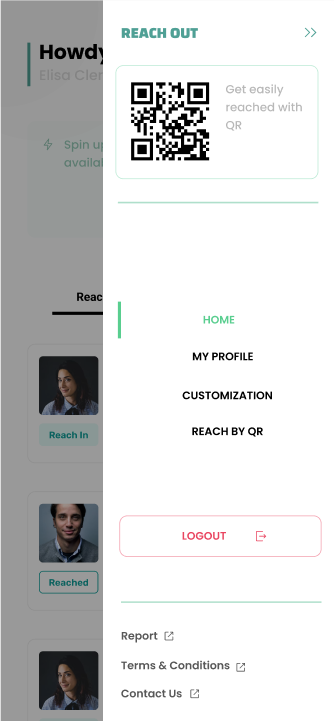 REACH OUT
Get easily
reached with
QR
HOME
MY PROFILE
CUSTOMIZATION
REACH BY QR
LOGOUT
Report
Terms & Conditions
Contact Us
Howdy
Elisa Cler
Spin up
availab
Reac
Reach In
Reached